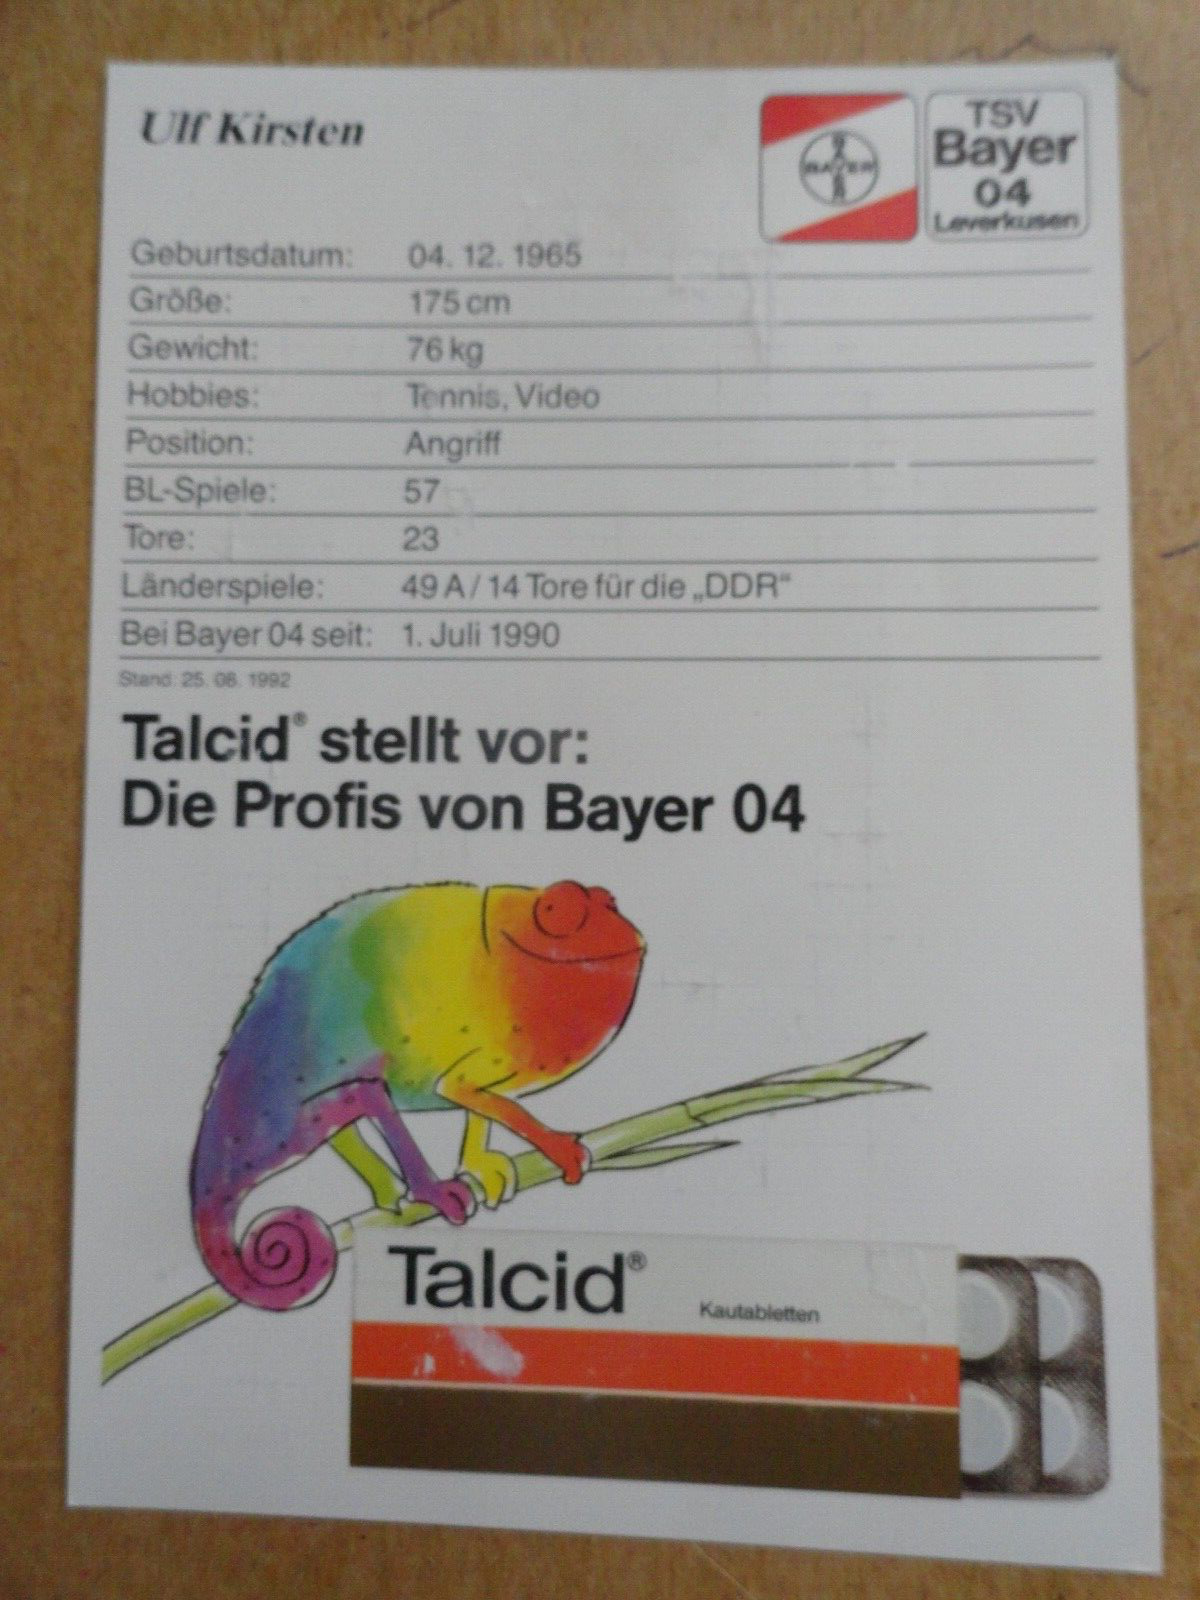 Ulf Kirsten
BAYER
BAYER
TSV
Bayer
04
Leverkusen
Geburtsdatum: 04. 12. 1965
Größe: 175 cm
Gewicht: 76 kg
Hobbies: Tennis, Video
Position: Angriff
BL-Spiele: 57
Tore: 23
Länderspiele: 49 A / 14 Tore für die „DDR“
Bei Bayer 04 seit: 1. Juli 1990
Stand: 25. 08. 1992
Talcid® stellt vor:
Die Profis von Bayer 04
Talcid®
Kautabletten